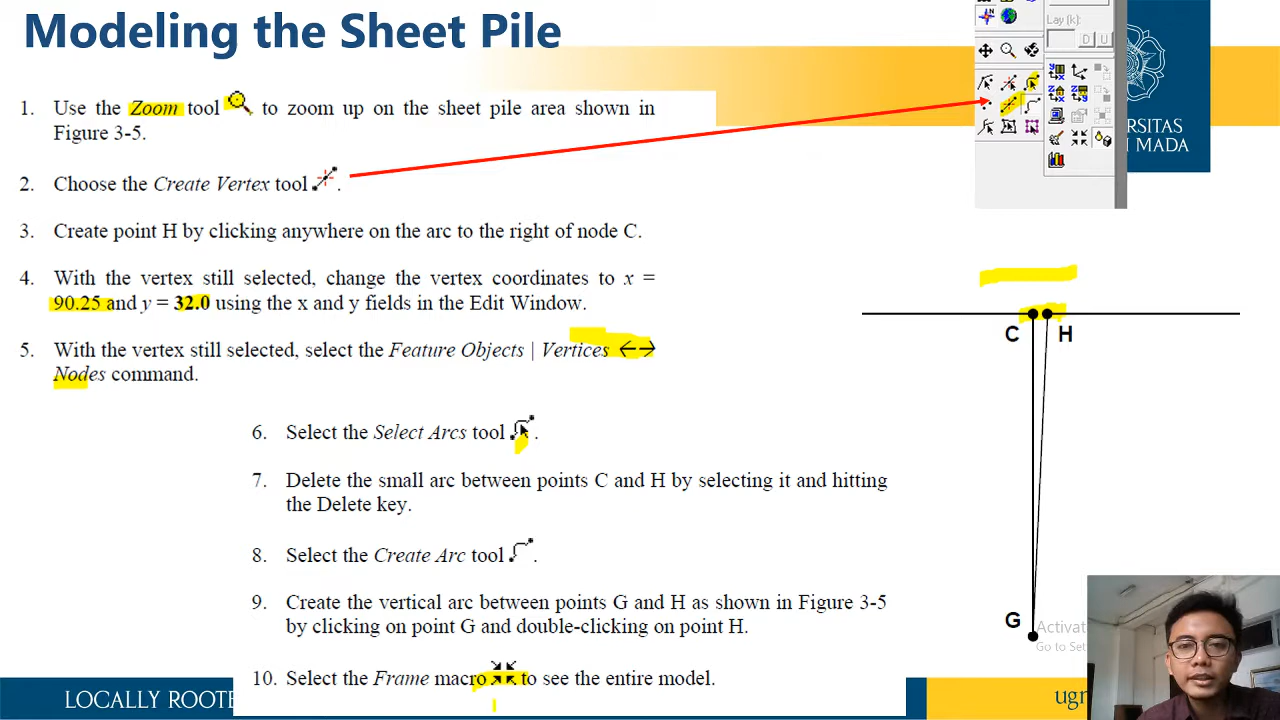 Modeling the Sheet Pile
Lay (k):
D U
RSITAS
MADA
1. Use the Zoom tool to zoom up on the sheet pile area shown in
Figure 3-5.
2. Choose the Create Vertex tool .
3. Create point H by clicking anywhere on the arc to the right of node C.
4. With the vertex still selected, change the vertex coordinates to x =
90.25 and y = 32.0 using the x and y fields in the Edit Window.
5. With the vertex still selected, select the Feature Objects | Vertices ←→
Nodes command.
6. Select the Select Arcs tool .
7. Delete the small arc between points C and H by selecting it and hitting
the Delete key.
8. Select the Create Arc tool .
9. Create the vertical arc between points G and H as shown in Figure 3-5
by clicking on point G and double-clicking on point H.
10. Select the Frame macro to see the entire model.
C H
G
Activat
Go to Set
LOCALLY ROOTE
ugm